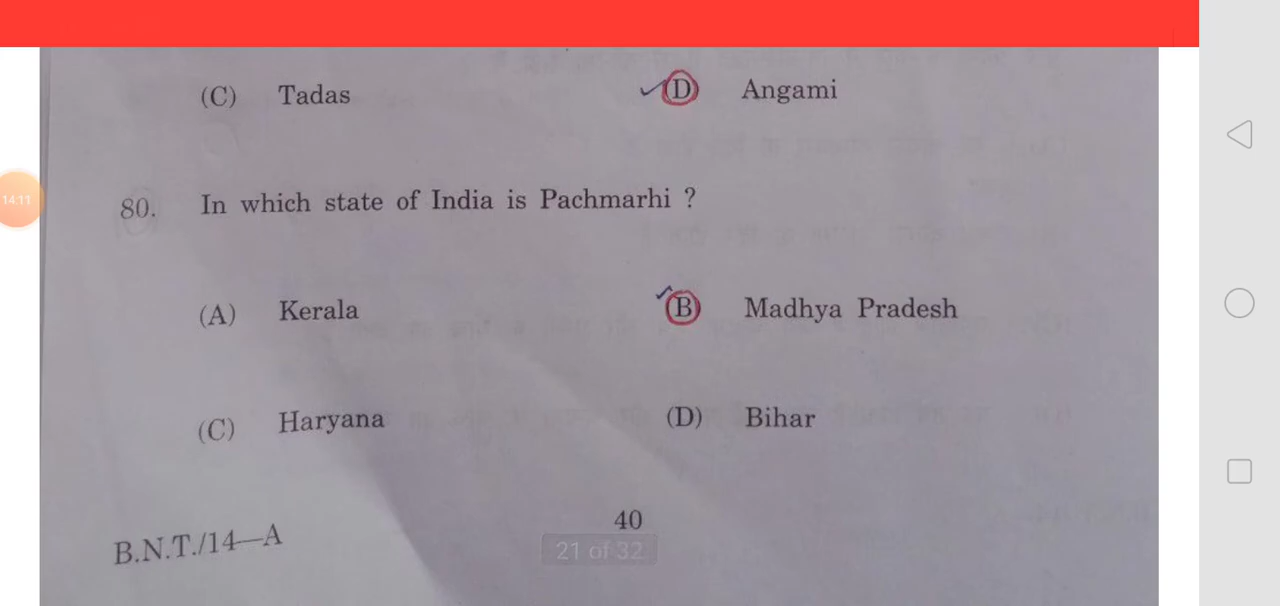 (C) Tadas (D) Angami
14:11
80. In which state of India is Pachmarhi ?
(A) Kerala (B) Madhya Pradesh
(C) Haryana (D) Bihar
40
21 of 32
B.N.T./14—A